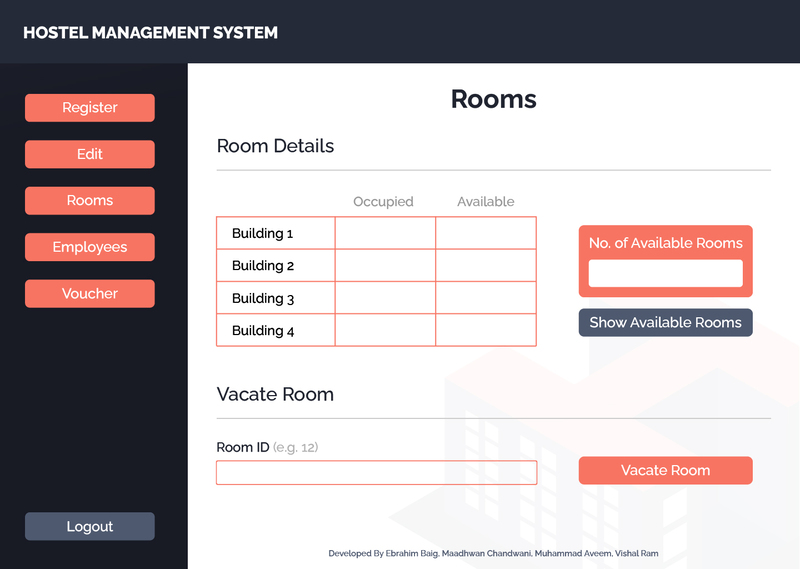 HOSTEL MANAGEMENT SYSTEM
Register
Edit
Rooms
Employees
Voucher
Logout
Rooms
Room Details
Occupied Available
Building 1
Building 2
Building 3
Building 4
No. of Available Rooms
Show Available Rooms
Vacate Room
Room ID (e.g. 12)
Vacate Room
Developed By Ebrahim Baig, Maadhwan Chandwani, Muhammad Aveem, Vishal Ram